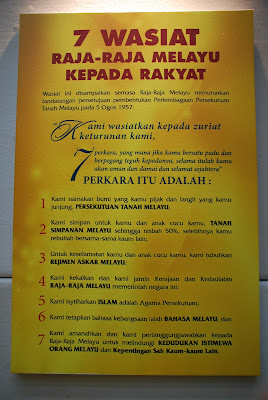 7 WASIAT
RAJA-RAJA MELAYU
KEPADA RAKYAT
Wasiat ini disampaikan semasa Raja-Raja Melayu menurunkan
tandatangan persetujuan pembentukan Perlembagaan Persekutuan
Tanah Melayu pada 5 Ogos 1957.
"Kami wasiatkan kepada zuriat
keturunan kami,
7 perkara, yang mana jika kamu bersatu padu dan
berpegang teguh kepadanya, selama itulah kamu
akan aman dan damai dan selamat sejahtera"
PERKARA ITU ADALAH :
1 Kami namakan bumi yang kamu pijak dan langit yang kamu
junjung, PERSEKUTUAN TANAH MELAYU;
2 Kami simpan untuk kamu dan anak cucu kamu, TANAH
SIMPANAN MELAYU sehingga nisbah 50%, selebihnya kamu
rebutlah bersama-sama kaum lain;
3 Untuk keselamatan kamu dan anak cucu kamu, kami tubuhkan
REJIMEN ASKAR MELAYU;
4 Kami kekalkan dan kami jamin Kerajaan dan Kedaulatan
RAJA-RAJA MELAYU memerintah negara ini;
5 Kami isytiharkan ISLAM adalah Agama Persekutuan;
6 Kami tetapkan bahasa kebangsaan ialah BAHASA MELAYU; dan
7 Kami amanahkan dan kami pertanggungjawabkan kepada
Raja-Raja Melayu untuk melindungi KEDUDUKAN ISTIMEWA
ORANG MELAYU dan Kepentingan Sah Kaum-kaum Lain.